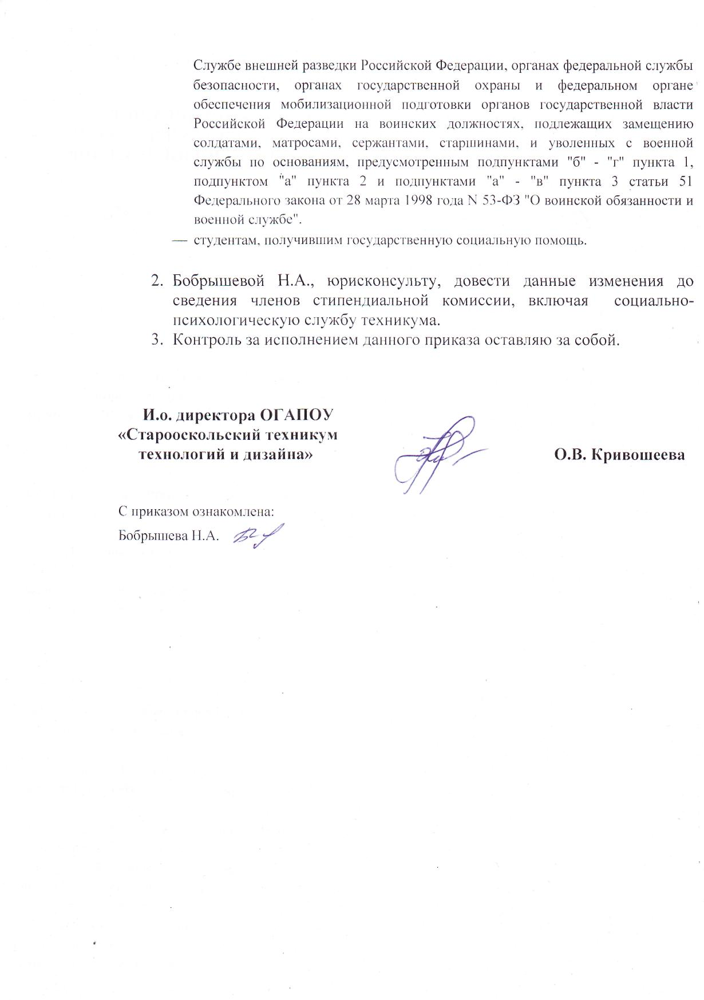 Службе внешней разведки Российской Федерации, органах федеральной службы
безопасности, органах государственной охраны и федеральном органе
обеспечения мобилизационной подготовки органов государственной власти
Российской Федерации на воинских должностях, подлежащих замещению
солдатами, матросами, сержантами, старшинами, и уволенных с военной
службы по основаниям, предусмотренным подпунктами "б" - "г" пункта 1,
подпунктом "а" пункта 2 и подпунктами "а" - "в" пункта 3 статьи 51
Федерального закона от 28 марта 1998 года N 53-ФЗ "О воинской обязанности и
военной службе".
— студентам, получившим государственную социальную помощь.
2. Бобрышевой Н.А., юрисконсульту, довести данные изменения до
сведения членов стипендиальной комиссии, включая социально-
психологическую службу техникума.
3. Контроль за исполнением данного приказа оставляю за собой.
И.о. директора ОГАПОУ
«Старооскольский техникум
технологий и дизайна» О.В. Кривошеева
С приказом ознакомлена:
Бобрышева Н.А.